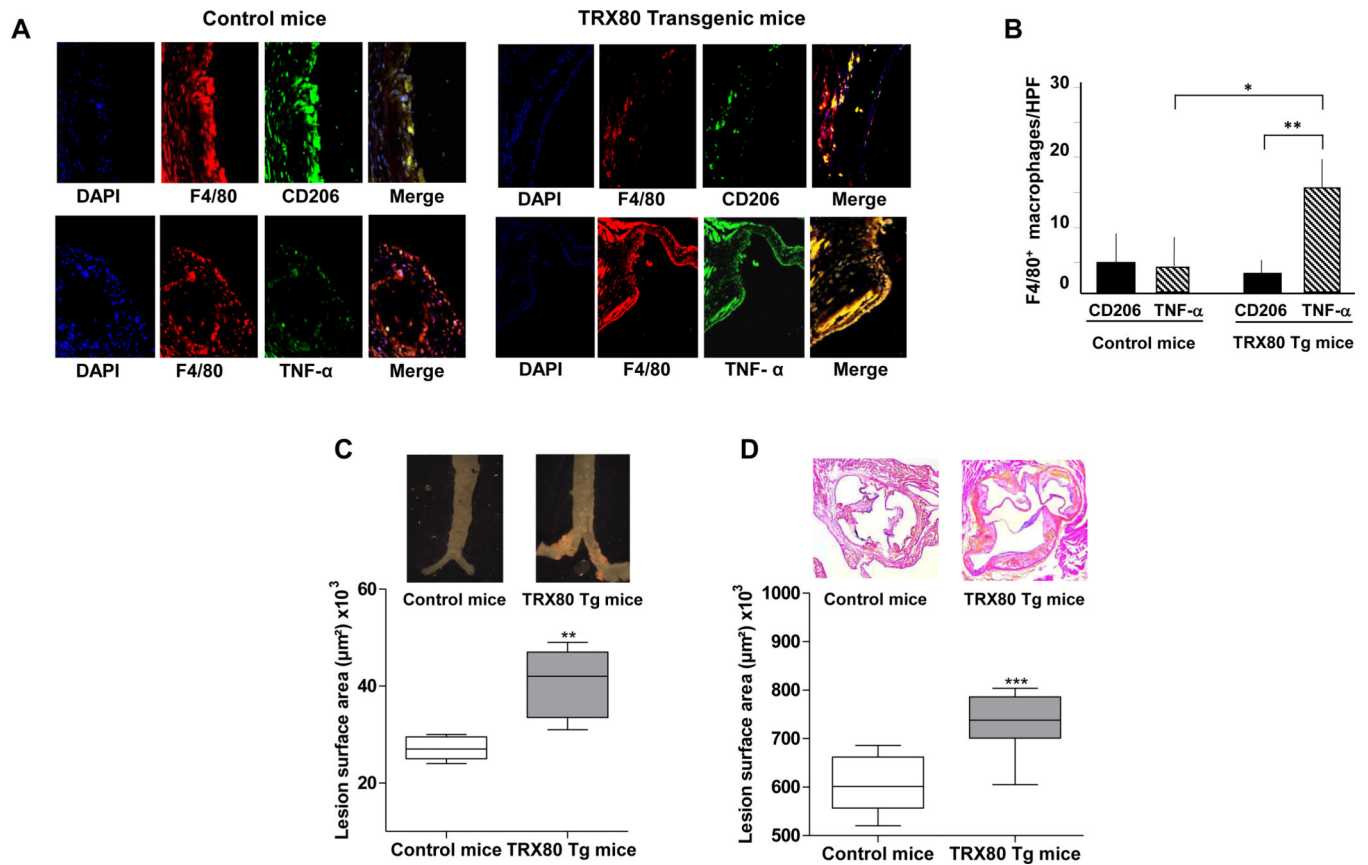 Control mice
TRX80 Transgenic mice
A
DAPI F4/80 CD206 Merge
DAPI F4/80 CD206 Merge
DAPI F4/80 TNF-α Merge
DAPI F4/80 TNF- α Merge
B
F4/80⁺ macrophages/HPF
30
20
10
0
*
**
CD206 TNF-α CD206 TNF-α
Control mice TRX80 Tg mice
C
Control mice TRX80 Tg mice
Lesion surface area (µm²) x10³
60
40
20
**
Control mice TRX80 Tg mice
D
Control mice TRX80 Tg mice
Lesion surface area (µm²) x10³
1000
900
800
700
600
500
***
Control mice TRX80 Tg mice